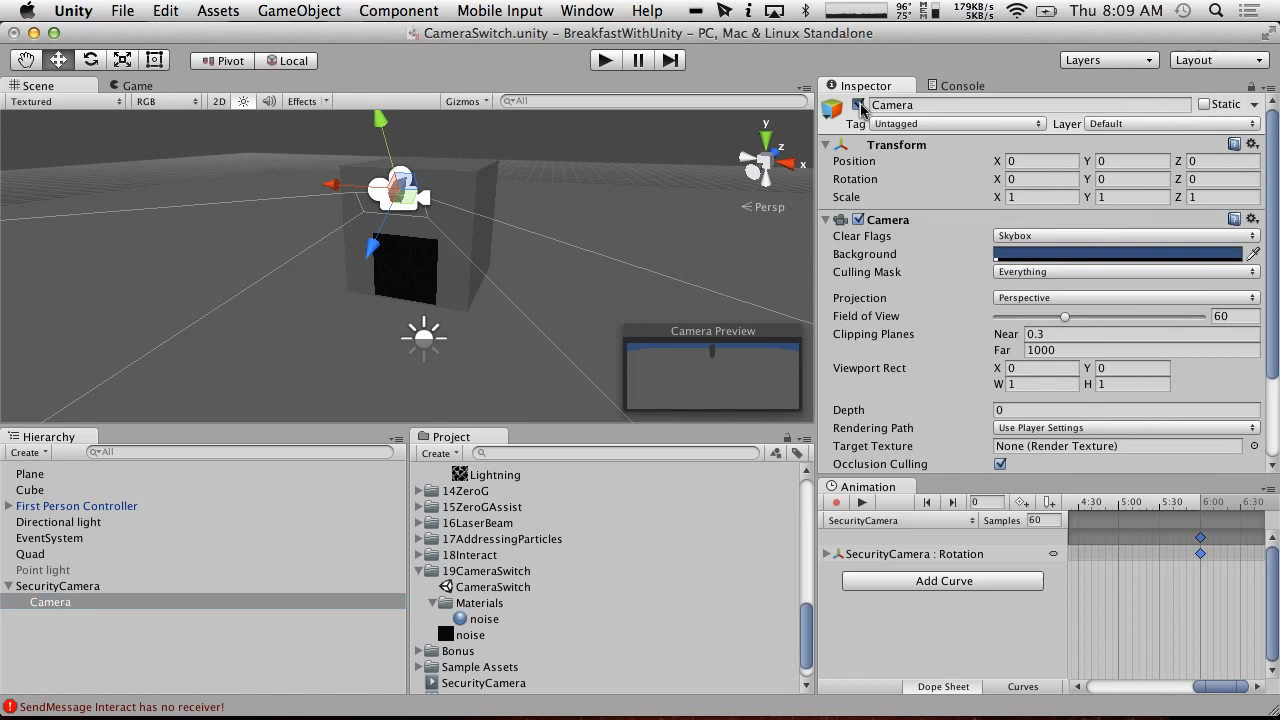 Unity File Edit Assets GameObject Component Mobile Input Window Help 96° 75° MEM 179KB/s 5KB/s Thu 8:09 AM
CameraSwitch.unity – BreakfastWithUnity – PC, Mac & Linux Standalone
Pivot Local Layers Layout
Scene Game Inspector Console
Textured RGB 2D Effects Gizmos All
Camera Static
Tag Untagged Layer Default
Transform
Position X 0 Y 0 Z 0
Rotation X 0 Y 0 Z 0
Scale X 1 Y 1 Z 1
y z x
Persp
Camera
Clear Flags Skybox
Background
Culling Mask Everything
Projection Perspective
Field of View 60
Clipping Planes Near 0.3
Far 1000
Viewport Rect X 0 Y 0
W 1 H 1
Depth 0
Rendering Path Use Player Settings
Target Texture None (Render Texture)
Occlusion Culling
Camera Preview
Hierarchy
Create All
Plane
Cube
First Person Controller
Directional light
EventSystem
Quad
Point light
SecurityCamera
Camera
Project
Create
Lightning
14ZeroG
15ZeroGAssist
16LaserBeam
17AddressingParticles
18Interact
19CameraSwitch
CameraSwitch
Materials
noise
noise
Bonus
Sample Assets
SecurityCamera
Animation
0 4:30 5:00 5:30 6:00 6:30
SecurityCamera Samples 60
SecurityCamera : Rotation
Add Curve
Dope Sheet Curves
SendMessage Interact has no receiver!